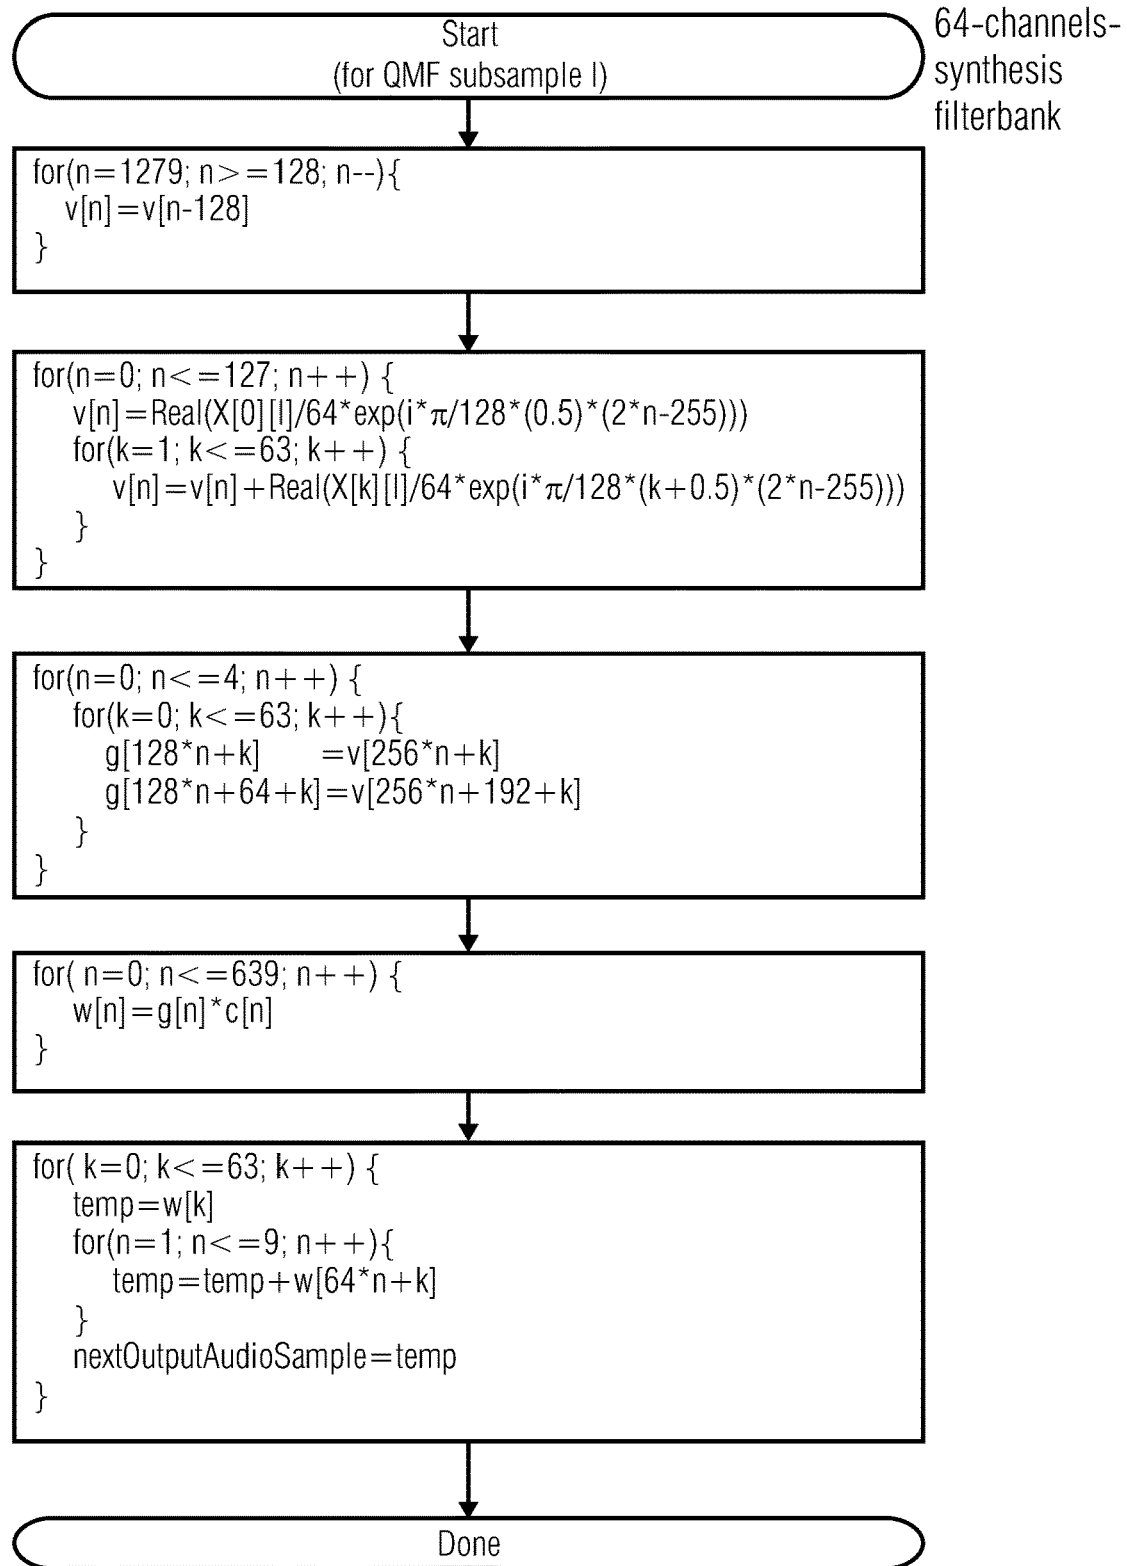 Start
(for QMF subsample l)
64-channels-
synthesis
filterbank
for(n=1279; n>=128; n--){
v[n]=v[n-128]
}
for(n=0; n<=127; n++) {
v[n]=Real(X[0][l]/64*exp(i*π/128*(0.5)*(2*n-255)))
for(k=1; k<=63; k++) {
v[n]=v[n]+Real(X[k][l]/64*exp(i*π/128*(k+0.5)*(2*n-255)))
}
}
for(n=0; n<=4; n++) {
for(k=0; k<=63; k++){
g[128*n+k] =v[256*n+k]
g[128*n+64+k]=v[256*n+192+k]
}
}
for( n=0; n<=639; n++) {
w[n]=g[n]*c[n]
}
for( k=0; k<=63; k++) {
temp=w[k]
for(n=1; n<=9; n++){
temp=temp+w[64*n+k]
}
nextOutputAudioSample=temp
}
Done